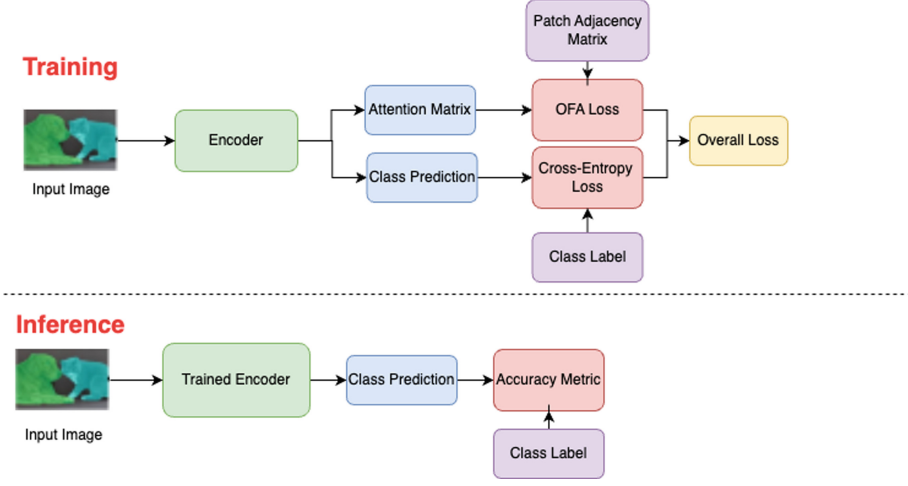 Training
Patch Adjacency
Matrix
Attention Matrix
OFA Loss
Encoder
Overall Loss
Input Image
Class Prediction
Cross-Entropy
Loss
Class Label
Inference
Trained Encoder
Class Prediction
Accuracy Metric
Input Image
Class Label